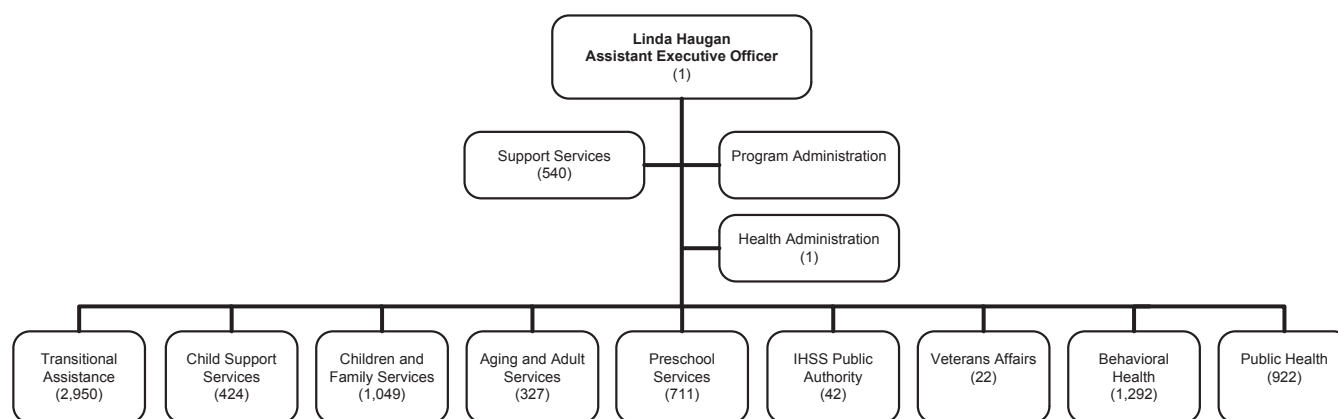 Linda Haugan
Assistant Executive Officer
(1)
Support Services
(540)
Program Administration
Health Administration
(1)
Transitional
Assistance
(2,950)
Child Support
Services
(424)
Children and
Family Services
(1,049)
Aging and Adult
Services
(327)
Preschool
Services
(711)
IHSS Public
Authority
(42)
Veterans Affairs
(22)
Behavioral
Health
(1,292)
Public Health
(922)